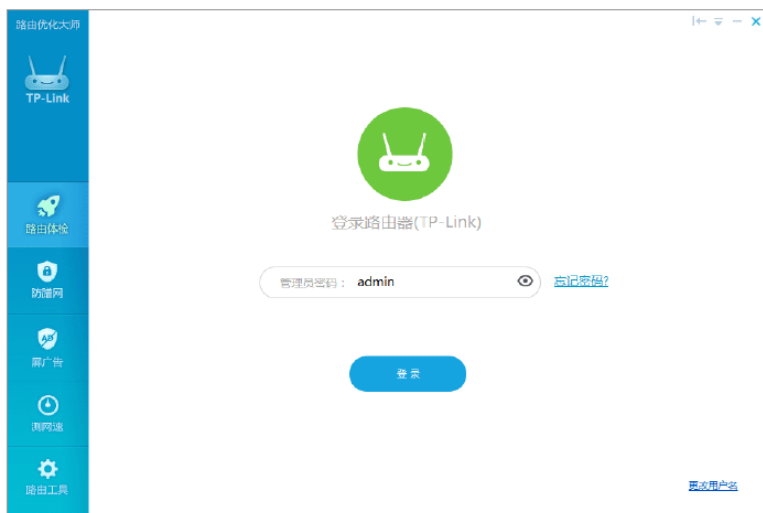 路由优化大师
TP-Link
登录路由器(TP-Link)
管理员密码： admin
忘记密码?
登 录
路由体检
防蹭网
AD
屏广告
测网速
路由工具
更改用户名